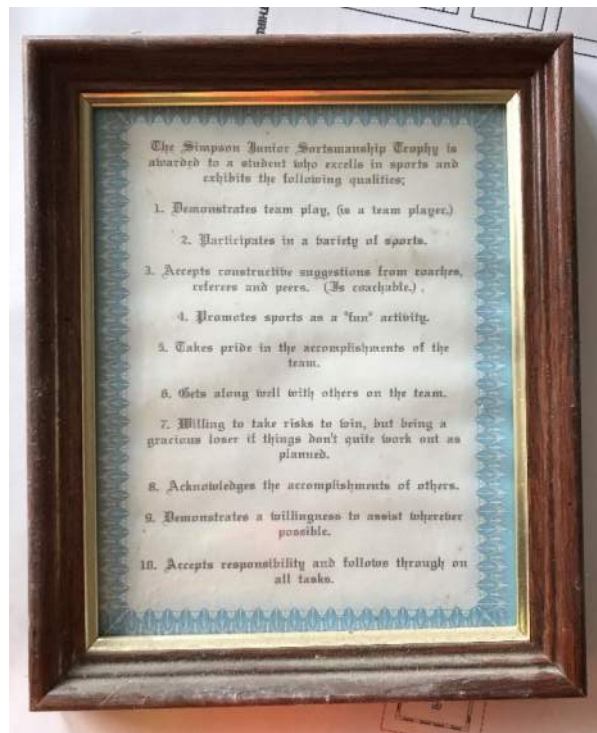 The Simpson Junior Sortsmanship Trophy is
awarded to a student who excells in sports and
exhibits the following qualities;
1. Demonstrates team play, (is a team player.)
2. Participates in a variety of sports.
3. Accepts constructive suggestions from coaches,
referees and peers. (Is coachable.) .
4. Promotes sports as a "fun" activity.
5. Takes pride in the accomplishments of the
team.
6. Gets along well with others on the team.
7. Willing to take risks to win, but being a
gracious loser if things don't quite work out as
planned.
8. Acknowledges the accomplishments of others.
9. Demonstrates a willingness to assist wherever
possible.
10. Accepts responsibility and follows through on
all tasks.